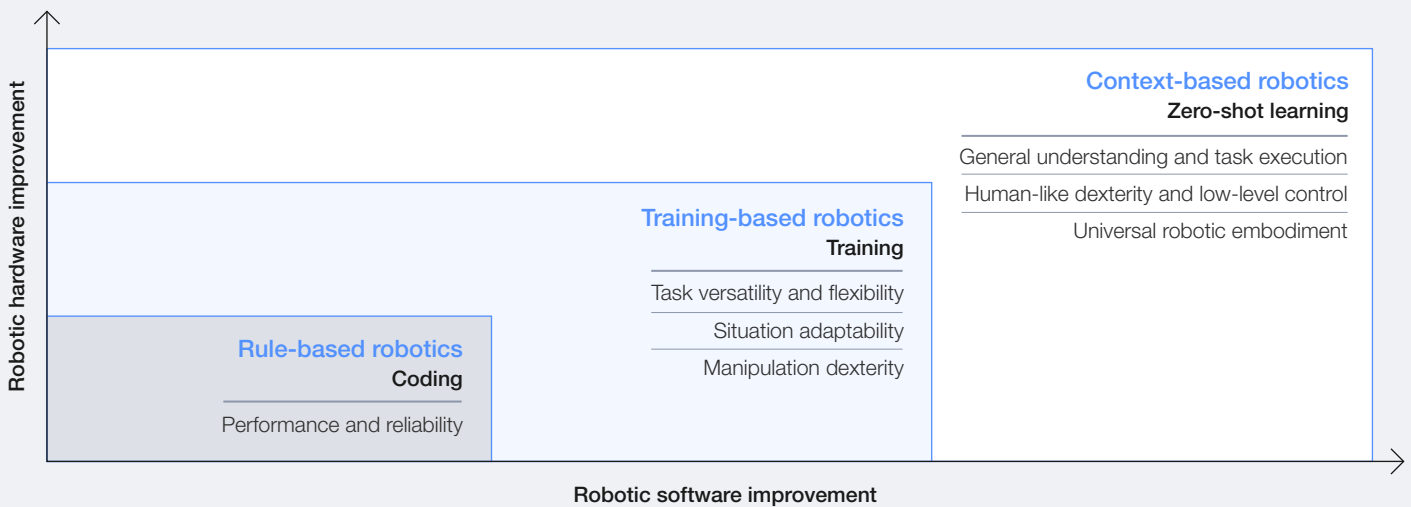 Robotic hardware improvement
Context-based robotics
Zero-shot learning
General understanding and task execution
Human-like dexterity and low-level control
Universal robotic embodiment
Training-based robotics
Training
Task versatility and flexibility
Situation adaptability
Manipulation dexterity
Rule-based robotics
Coding
Performance and reliability
Robotic software improvement